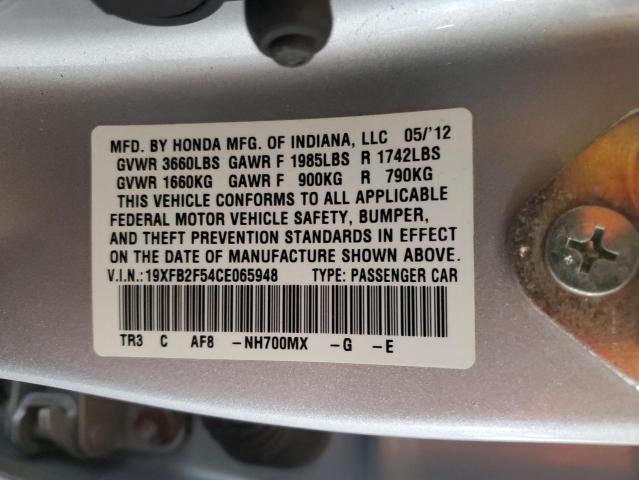 MFD. BY HONDA MFG. OF INDIANA, LLC 05/'12
GVWR 3660LBS GAWR F 1985LBS R 1742LBS
GVWR 1660KG GAWR F 900KG R 790KG
THIS VEHICLE CONFORMS TO ALL APPLICABLE
FEDERAL MOTOR VEHICLE SAFETY, BUMPER,
AND THEFT PREVENTION STANDARDS IN EFFECT
ON THE DATE OF MANUFACTURE SHOWN ABOVE.
V.I.N.:19XFB2F54CE065948 TYPE: PASSENGER CAR
TR3 C AF8 -NH700MX -G -E